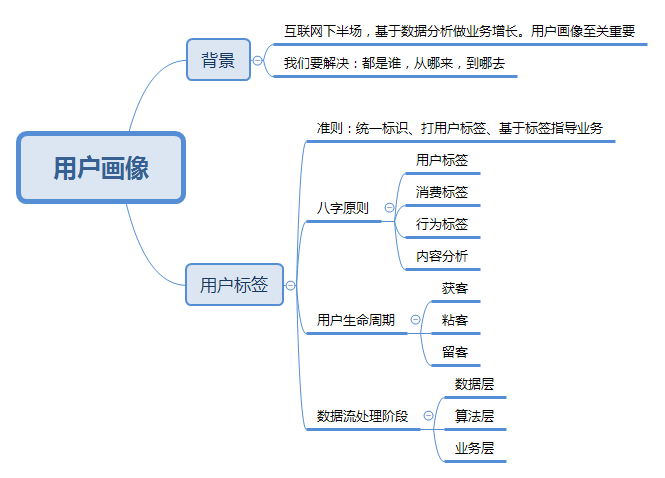 用户画像
背景
互联网下半场，基于数据分析做业务增长。用户画像至关重要
我们要解决：都是谁，从哪来，到哪去
用户标签
准则：统一标识、打用户标签、基于标签指导业务
八字原则
用户标签
消费标签
行为标签
内容分析
用户生命周期
获客
粘客
留客
数据流处理阶段
数据层
算法层
业务层